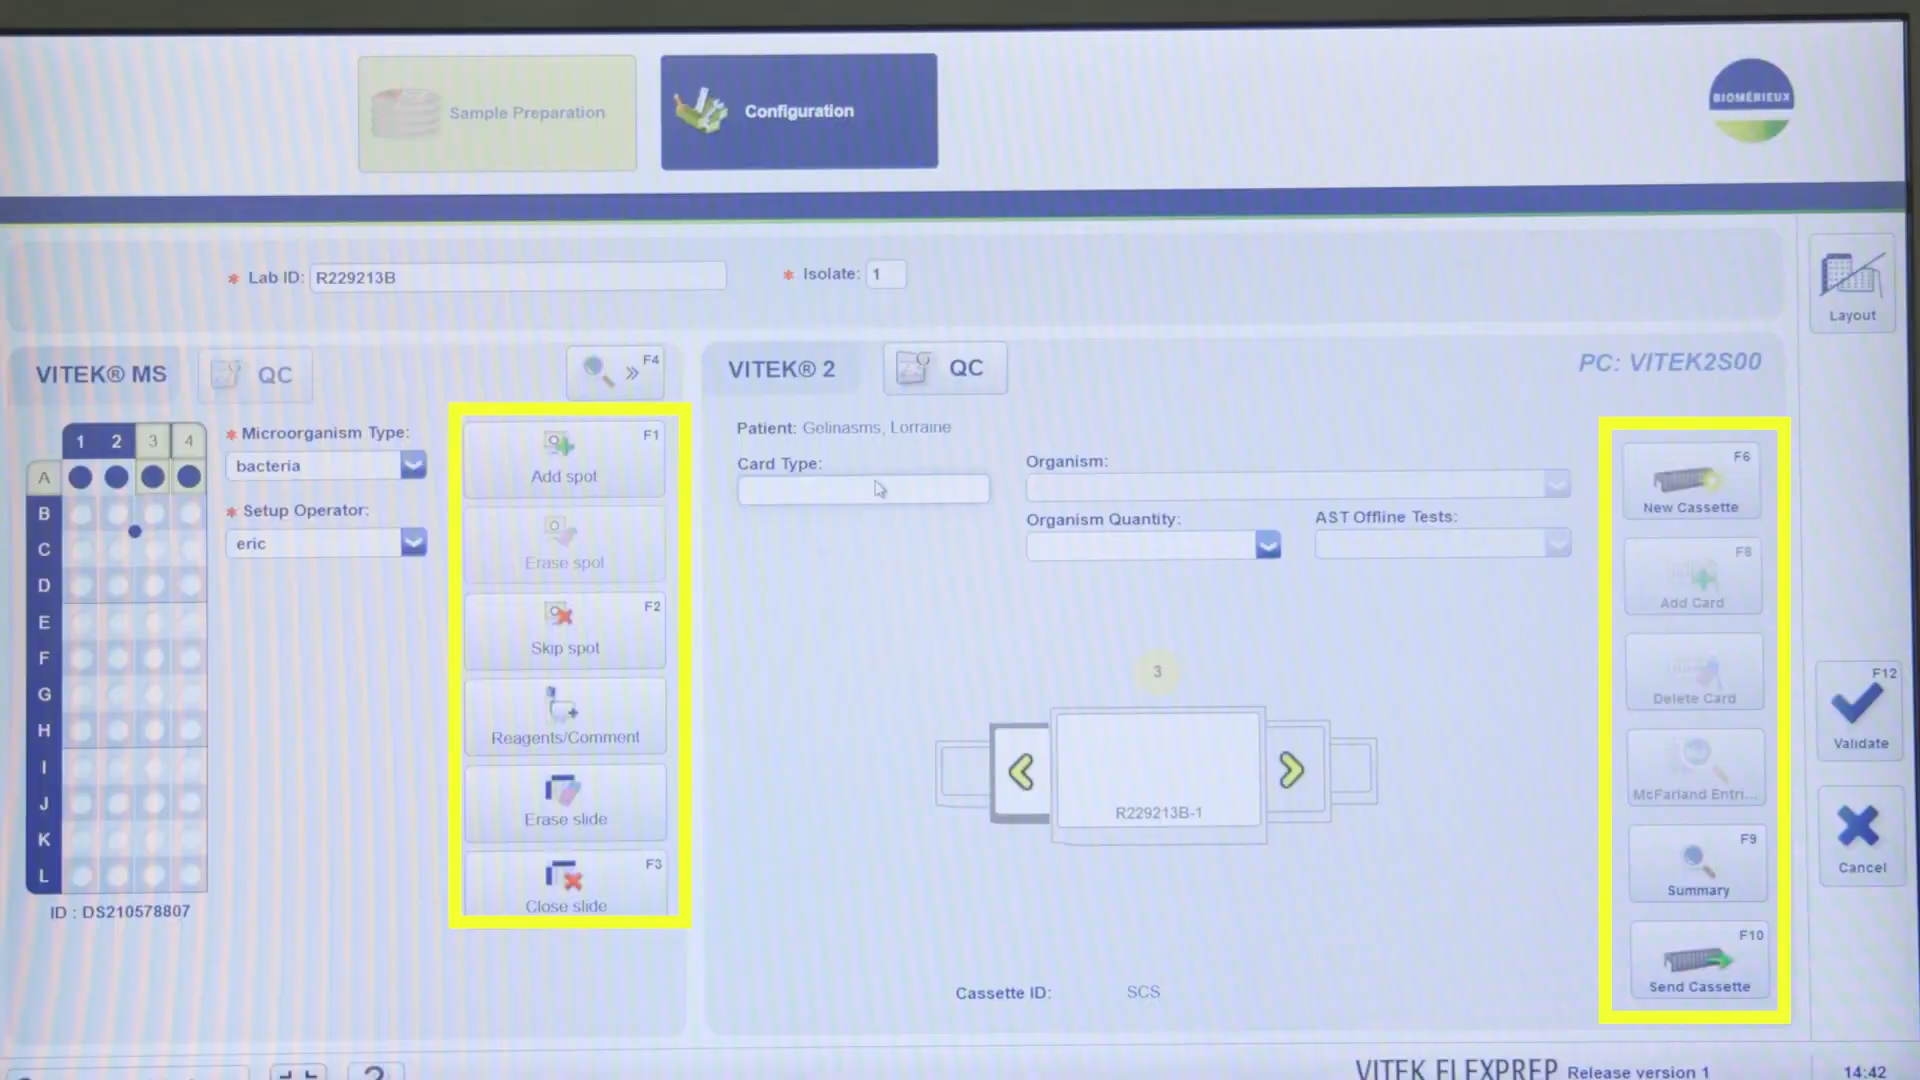 Sample Preparation
Configuration
BIOMÉRIEUX
* Lab ID: R229213B
* Isolate: 1
Layout
VITEK® MS
QC
F4
VITEK® 2
QC
PC: VITEK2S00
1 2 3 4
A
B
C
D
E
F
G
H
I
J
K
L
ID : DS210578807
* Microorganism Type:
bacteria
* Setup Operator:
eric
F1
Add spot
Erase spot
F2
Skip spot
Reagents/Comment
Erase slide
F3
Close slide
Patient: Gelinasms, Lorraine
Card Type:
Organism:
Organism Quantity:
AST Offline Tests:
3
R229213B-1
Cassette ID: SCS
F6
New Cassette
F8
Add Card
Delete Card
McFarland Entri...
F9
Summary
F10
Send Cassette
F12
Validate
Cancel
?
VITEK FLEXPREP Release version 1
14:42